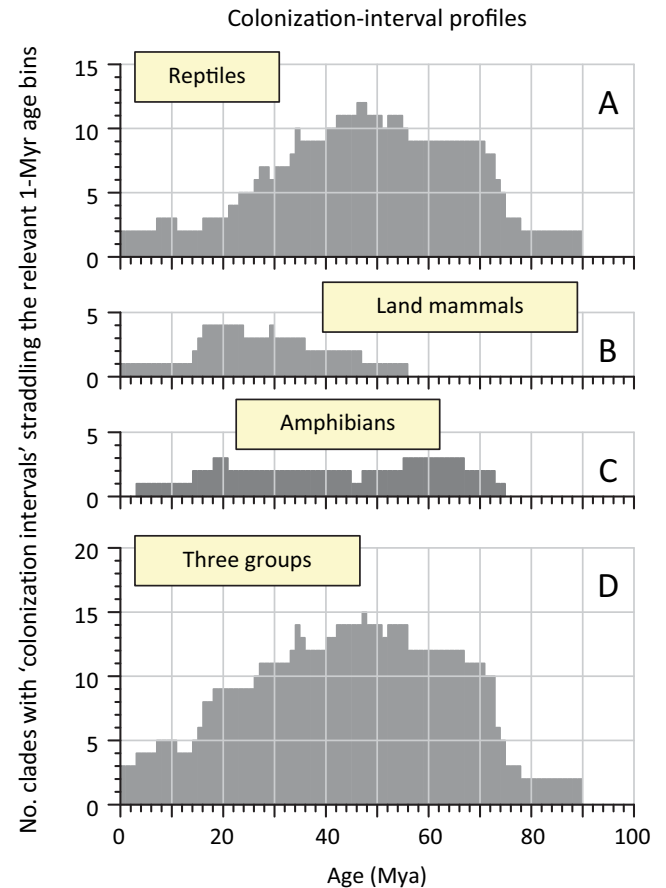 Colonization-interval profiles
No. clades with ‘colonization intervals’ straddling the relevant 1-Myr age bins
15
10
5
0
Reptiles
A
5
0
Land mammals
B
5
0
Amphibians
C
20
15
10
5
0
Three groups
D
0 20 40 60 80 100
Age (Mya)